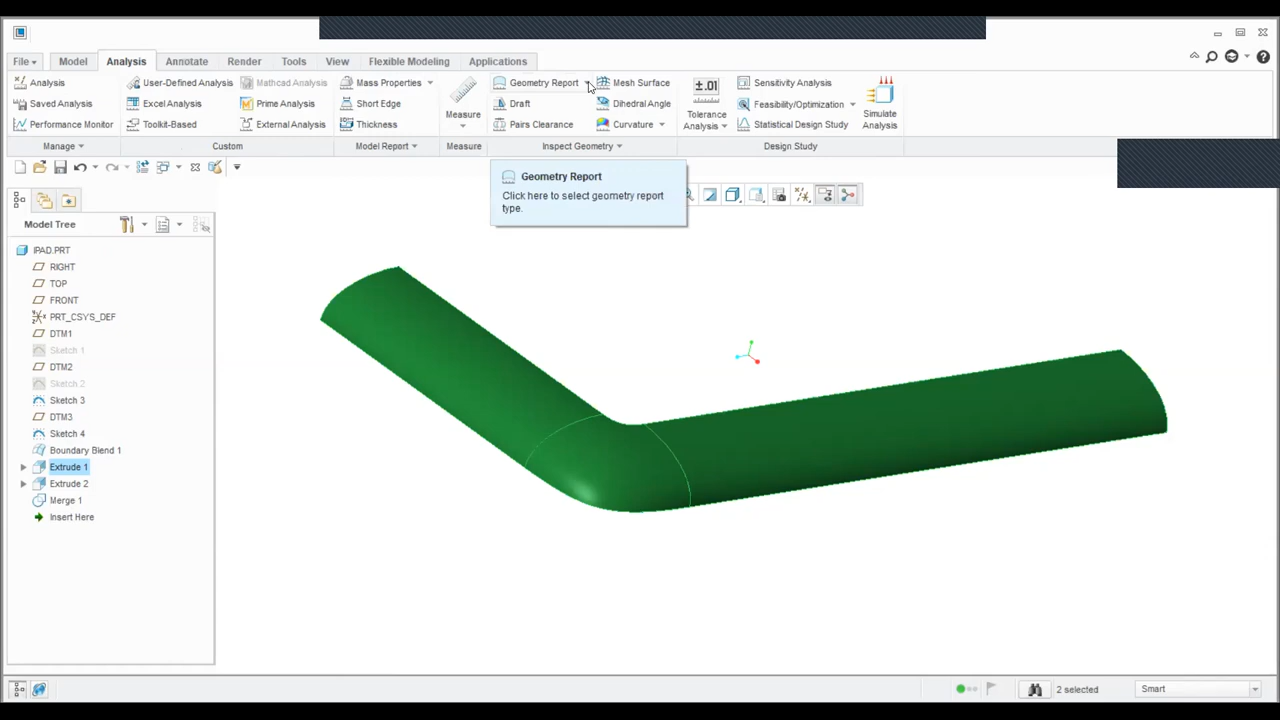 File
Model
Analysis
Annotate
Render
Tools
View
Flexible Modeling
Applications
Analysis
Saved Analysis
Performance Monitor
Manage
User-Defined Analysis
Excel Analysis
Toolkit-Based
Mathcad Analysis
Prime Analysis
External Analysis
Custom
Mass Properties
Short Edge
Thickness
Model Report
Measure
Measure
Geometry Report
Draft
Pairs Clearance
Mesh Surface
Dihedral Angle
Curvature
Inspect Geometry
±.01
Tolerance
Analysis
Sensitivity Analysis
Feasibility/Optimization
Statistical Design Study
Simulate
Analysis
Design Study
Geometry Report
Click here to select geometry report
type.
Model Tree
IPAD.PRT
RIGHT
TOP
FRONT
PRT_CSYS_DEF
DTM1
Sketch 1
DTM2
Sketch 2
Sketch 3
DTM3
Sketch 4
Boundary Blend 1
Extrude 1
Extrude 2
Merge 1
Insert Here
2 selected
Smart